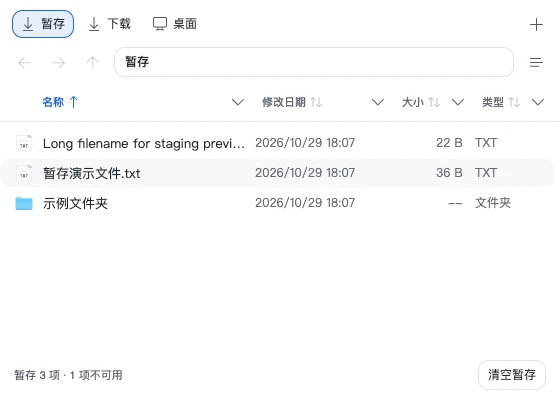 暂存 下载 桌面
暂存
名称 修改日期 大小 类型
Long filename for staging previ... 2026/10/29 18:07 22 B TXT
暂存演示文件.txt 2026/10/29 18:07 36 B TXT
示例文件夹 2026/10/29 18:07 -- 文件夹
暂存 3 项 · 1 项不可用 清空暂存